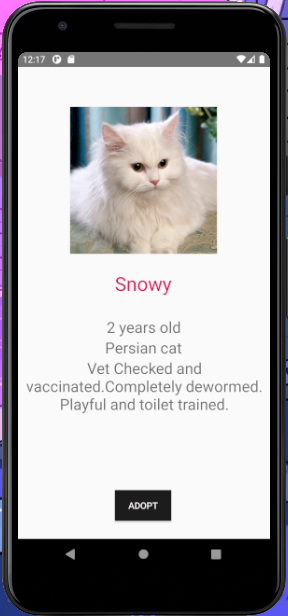 12:17
Snowy
2 years old
Persian cat
Vet Checked and
vaccinated.Completely dewormed.
Playful and toilet trained.
ADOPT